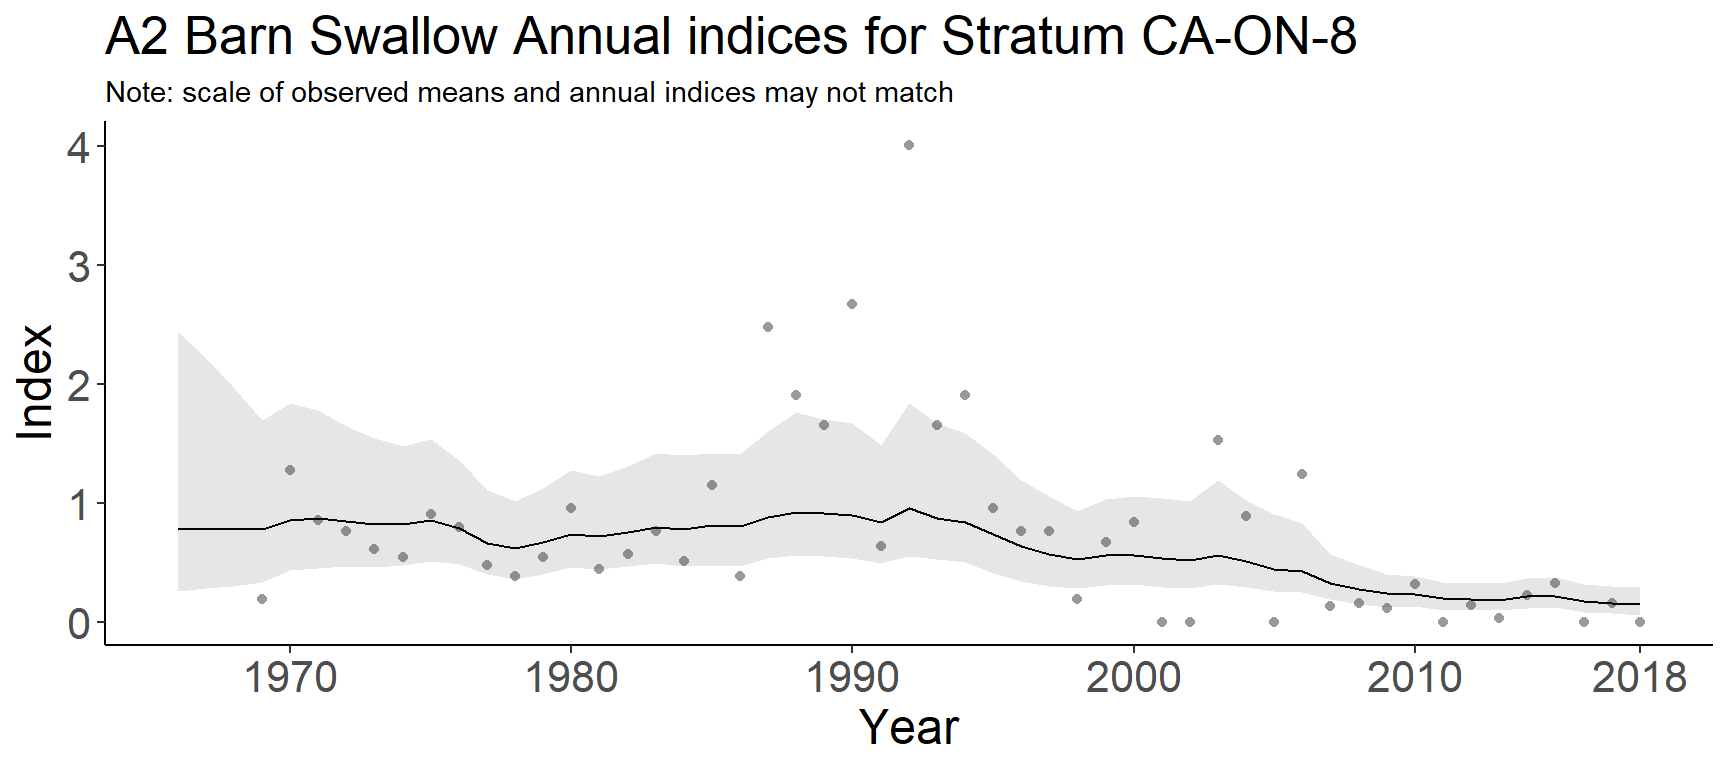 A2 Barn Swallow Annual indices for Stratum CA-ON-8
Note: scale of observed means and annual indices may not match
4
3
2
1
0
Index
1970 1980 1990 2000 2010 2018
Year